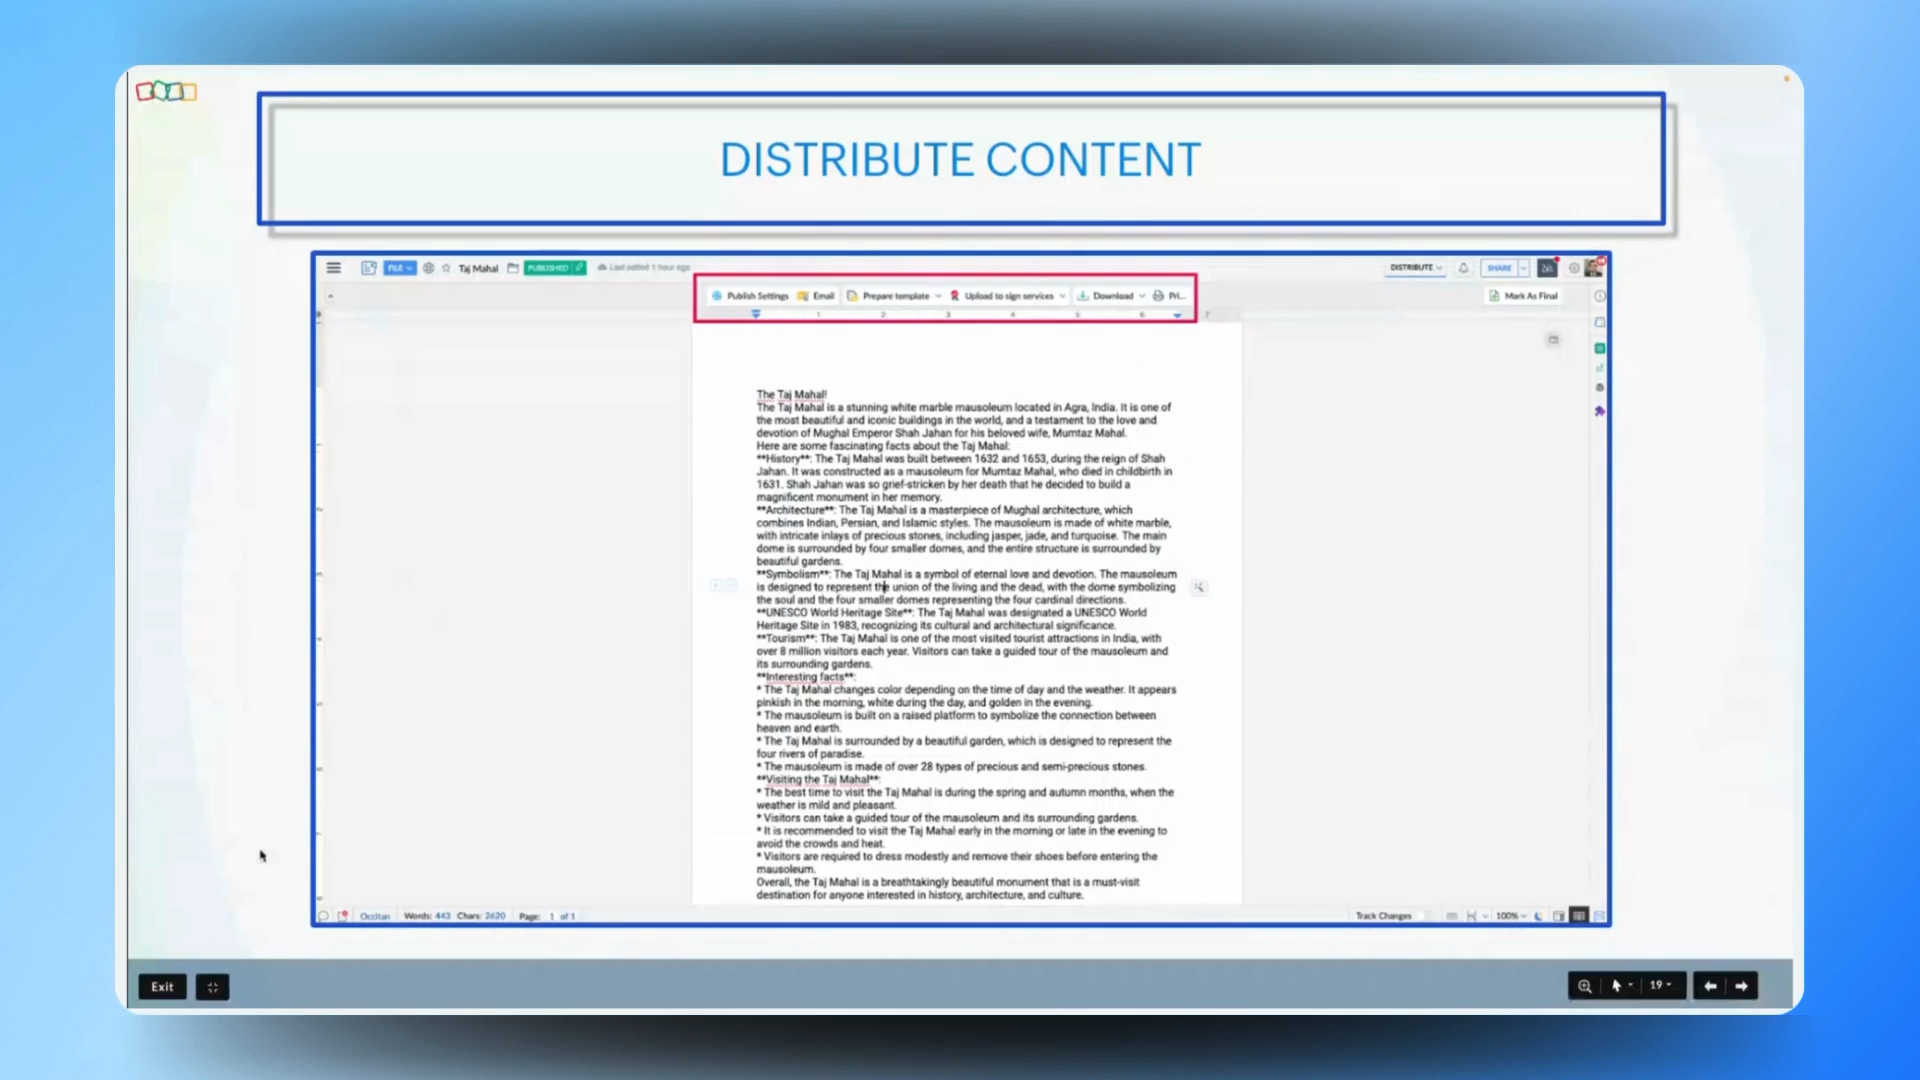 DISTRIBUTE CONTENT
FILE Taj Mahal PUBLISHED Last edited 1 hour ago DISTRIBUTE SHARE
Publish Settings Email Prepare template Upload to sign services Download Pri... Mark As Final
1 2 3 4 5 6 7
The Taj Mahal!
The Taj Mahal is a stunning white marble mausoleum located in Agra, India. It is one of
the most beautiful and iconic buildings in the world, and a testament to the love and
devotion of Mughal Emperor Shah Jahan for his beloved wife, Mumtaz Mahal.
Here are some fascinating facts about the Taj Mahal:
**History**: The Taj Mahal was built between 1632 and 1653, during the reign of Shah
Jahan. It was constructed as a mausoleum for Mumtaz Mahal, who died in childbirth in
1631. Shah Jahan was so grief-stricken by her death that he decided to build a
magnificent monument in her memory.
**Architecture**: The Taj Mahal is a masterpiece of Mughal architecture, which
combines Indian, Persian, and Islamic styles. The mausoleum is made of white marble,
with intricate inlays of precious stones, including jasper, jade, and turquoise. The main
dome is surrounded by four smaller domes, and the entire structure is surrounded by
beautiful gardens.
**Symbolism**: The Taj Mahal is a symbol of eternal love and devotion. The mausoleum
is designed to represent the union of the living and the dead, with the dome symbolizing
the soul and the four smaller domes representing the four cardinal directions.
**UNESCO World Heritage Site**: The Taj Mahal was designated a UNESCO World
Heritage Site in 1983, recognizing its cultural and architectural significance.
**Tourism**: The Taj Mahal is one of the most visited tourist attractions in India, with
over 8 million visitors each year. Visitors can take a guided tour of the mausoleum and
its surrounding gardens.
**Interesting facts**:
* The Taj Mahal changes color depending on the time of day and the weather. It appears
pinkish in the morning, white during the day, and golden in the evening.
* The mausoleum is built on a raised platform to symbolize the connection between
heaven and earth.
* The Taj Mahal is surrounded by a beautiful garden, which is designed to represent the
four rivers of paradise.
* The mausoleum is made of over 28 types of precious and semi-precious stones.
**Visiting the Taj Mahal**:
* The best time to visit the Taj Mahal is during the spring and autumn months, when the
weather is mild and pleasant.
* Visitors can take a guided tour of the mausoleum and its surrounding gardens.
* It is recommended to visit the Taj Mahal early in the morning or late in the evening to
avoid the crowds and heat.
* Visitors are required to dress modestly and remove their shoes before entering the
mausoleum.
Overall, the Taj Mahal is a breathtakingly beautiful monument that is a must-visit
destination for anyone interested in history, architecture, and culture.
Occitan Words: 443 Chars: 2620 Page: 1 of 1 Track Changes 100%
Exit 19